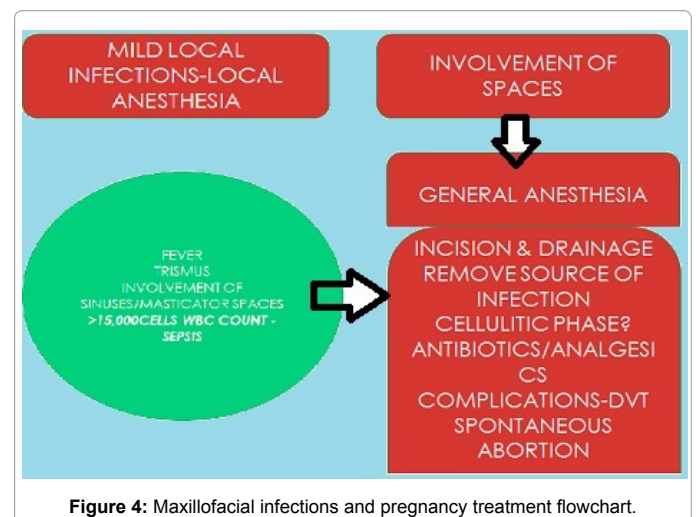 MILD LOCAL
INFECTIONS-LOCAL
ANESTHESIA
INVOLVEMENT OF
SPACES
GENERAL ANESTHESIA
FEVER
TRISMUS
INVOLVEMENT OF
SINUSES/MASTICATOR SPACES
>15,000CELLS WBC COUNT -
SEPSIS
INCISION & DRAINAGE
REMOVE SOURCE OF
INFECTION
CELLULITIC PHASE?
ANTIBIOTICS/ANALGESI
CS
COMPLICATIONS-DVT
SPONTANEOUS
ABORTION
Figure 4: Maxillofacial infections and pregnancy treatment flowchart.